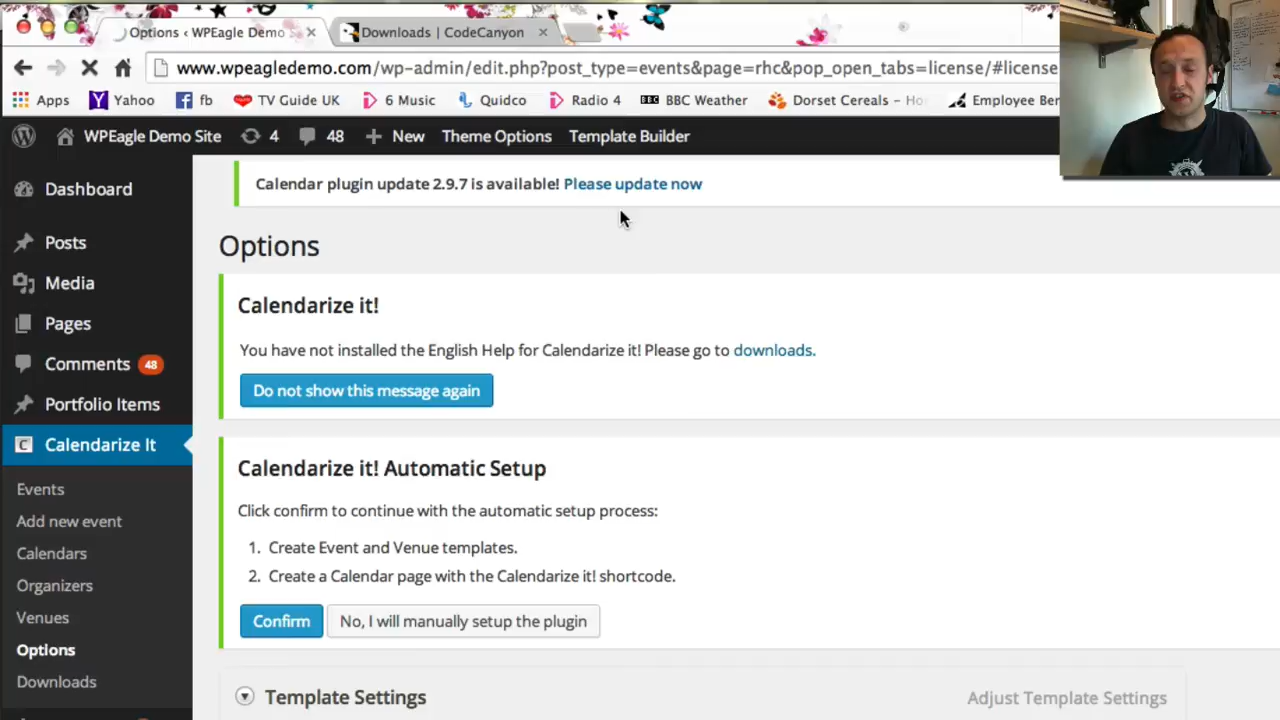 Options ‹ WPEagle Demo S
Downloads | CodeCanyon
www.wpeagledemo.com/wp-admin/edit.php?post_type=events&page=rhc&pop_open_tabs=license/#license
Apps Yahoo fb TV Guide UK 6 Music Quidco Radio 4 BBC BBC Weather Dorset Cereals - Ho Employee Ben
WPEagle Demo Site 4 48 New Theme Options Template Builder
Calendar plugin update 2.9.7 is available! Please update now
Dashboard
Posts
Media
Pages
Comments 48
Portfolio Items
C Calendarize It
Events
Add new event
Calendars
Organizers
Venues
Options
Downloads
Options
Calendarize it!
You have not installed the English Help for Calendarize it! Please go to downloads.
Do not show this message again
Calendarize it! Automatic Setup
Click confirm to continue with the automatic setup process:
1. Create Event and Venue templates.
2. Create a Calendar page with the Calendarize it! shortcode.
Confirm
No, I will manually setup the plugin
Template Settings
Adjust Template Settings